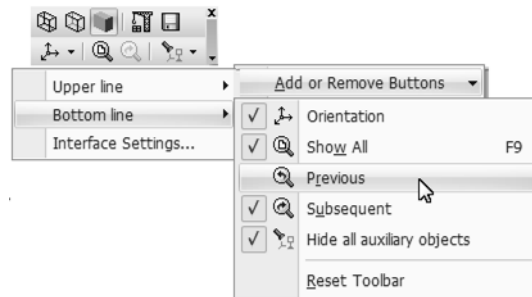 Upper line
Bottom line
Interface Settings...
Add or Remove Buttons
Orientation
Show All F9
Previous
Subsequent
Hide all auxiliary objects
Reset Toolbar